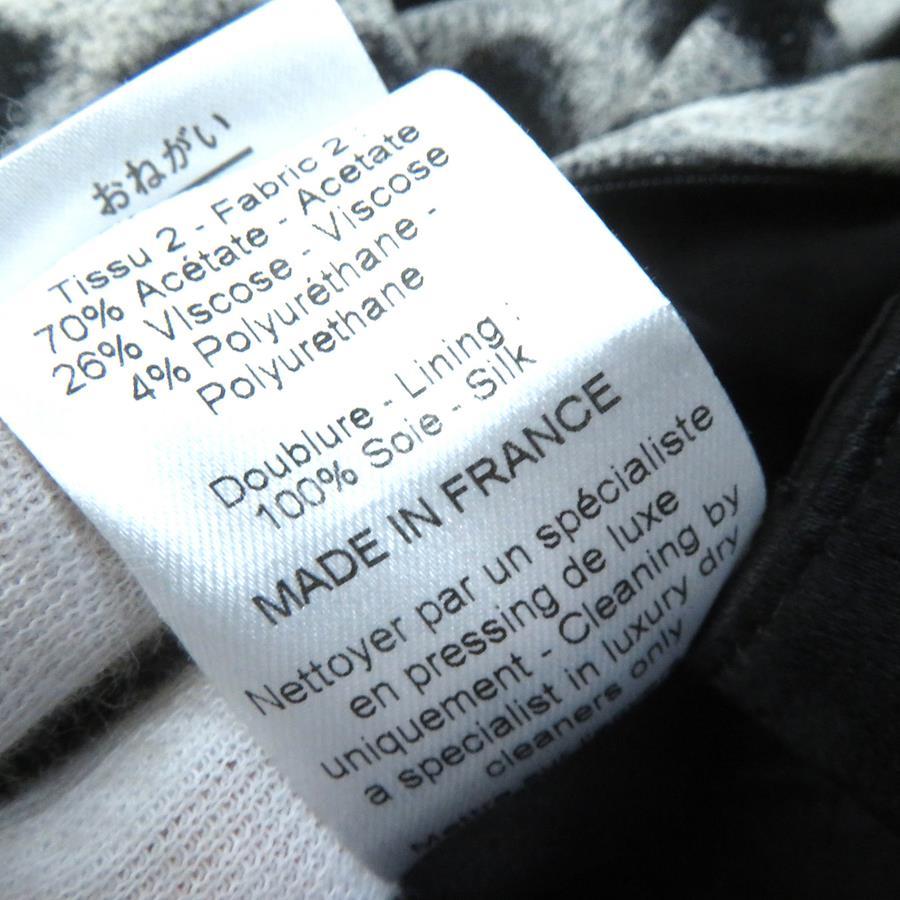 おねがい
Tissu 2 - Fabric 2 :
70% Acétate - Acetate
26% Viscose - Viscose
4% Polyuréthane -
Polyurethane
Doublure - Lining :
100% Soie - Silk
MADE IN FRANCE
Nettoyer par un spécialiste
en pressing de luxe
uniquement - Cleaning by
a specialist in luxury dry
cleaners only